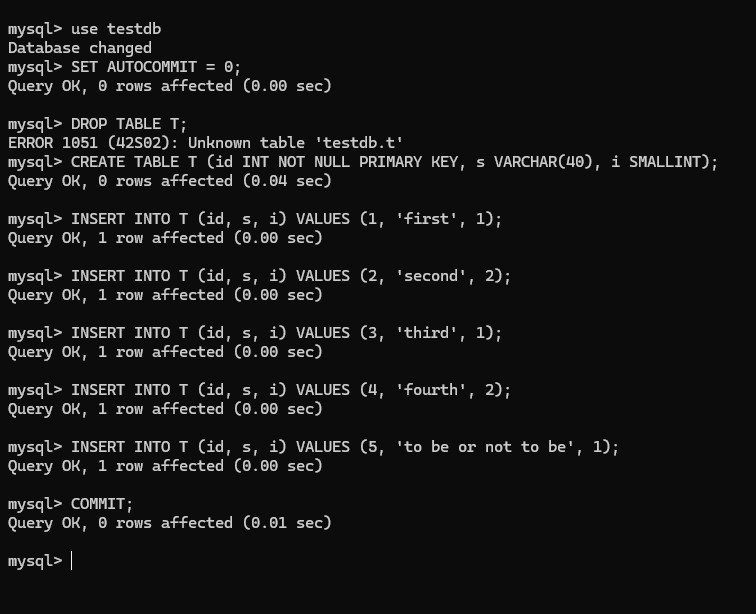 mysql> use testdb
Database changed
mysql> SET AUTOCOMMIT = 0;
Query OK, 0 rows affected (0.00 sec)
mysql> DROP TABLE T;
ERROR 1051 (42S02): Unknown table 'testdb.t'
mysql> CREATE TABLE T (id INT NOT NULL PRIMARY KEY, s VARCHAR(40), i SMALLINT);
Query OK, 0 rows affected (0.04 sec)
mysql> INSERT INTO T (id, s, i) VALUES (1, 'first', 1);
Query OK, 1 row affected (0.00 sec)
mysql> INSERT INTO T (id, s, i) VALUES (2, 'second', 2);
Query OK, 1 row affected (0.00 sec)
mysql> INSERT INTO T (id, s, i) VALUES (3, 'third', 1);
Query OK, 1 row affected (0.00 sec)
mysql> INSERT INTO T (id, s, i) VALUES (4, 'fourth', 2);
Query OK, 1 row affected (0.00 sec)
mysql> INSERT INTO T (id, s, i) VALUES (5, 'to be or not to be', 1);
Query OK, 1 row affected (0.00 sec)
mysql> COMMIT;
Query OK, 0 rows affected (0.01 sec)
mysql>